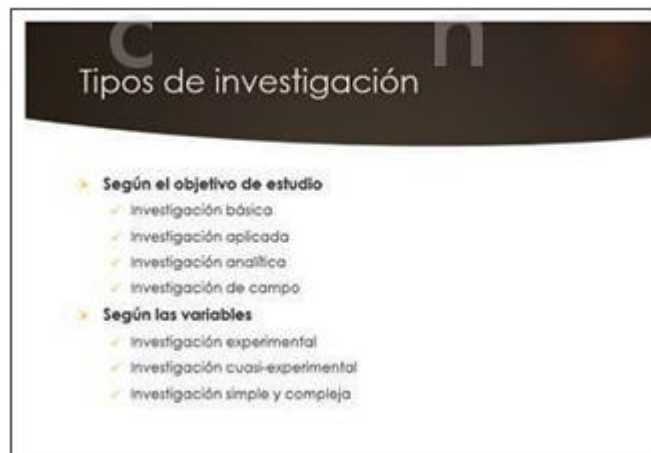 c n
Tipos de investigación
Según el objetivo de estudio
Investigación básica
Investigación aplicada
Investigación analítica
Investigación de campo
Según las variables
Investigación experimental
Investigación cuasi-experimental
Investigación simple y compleja